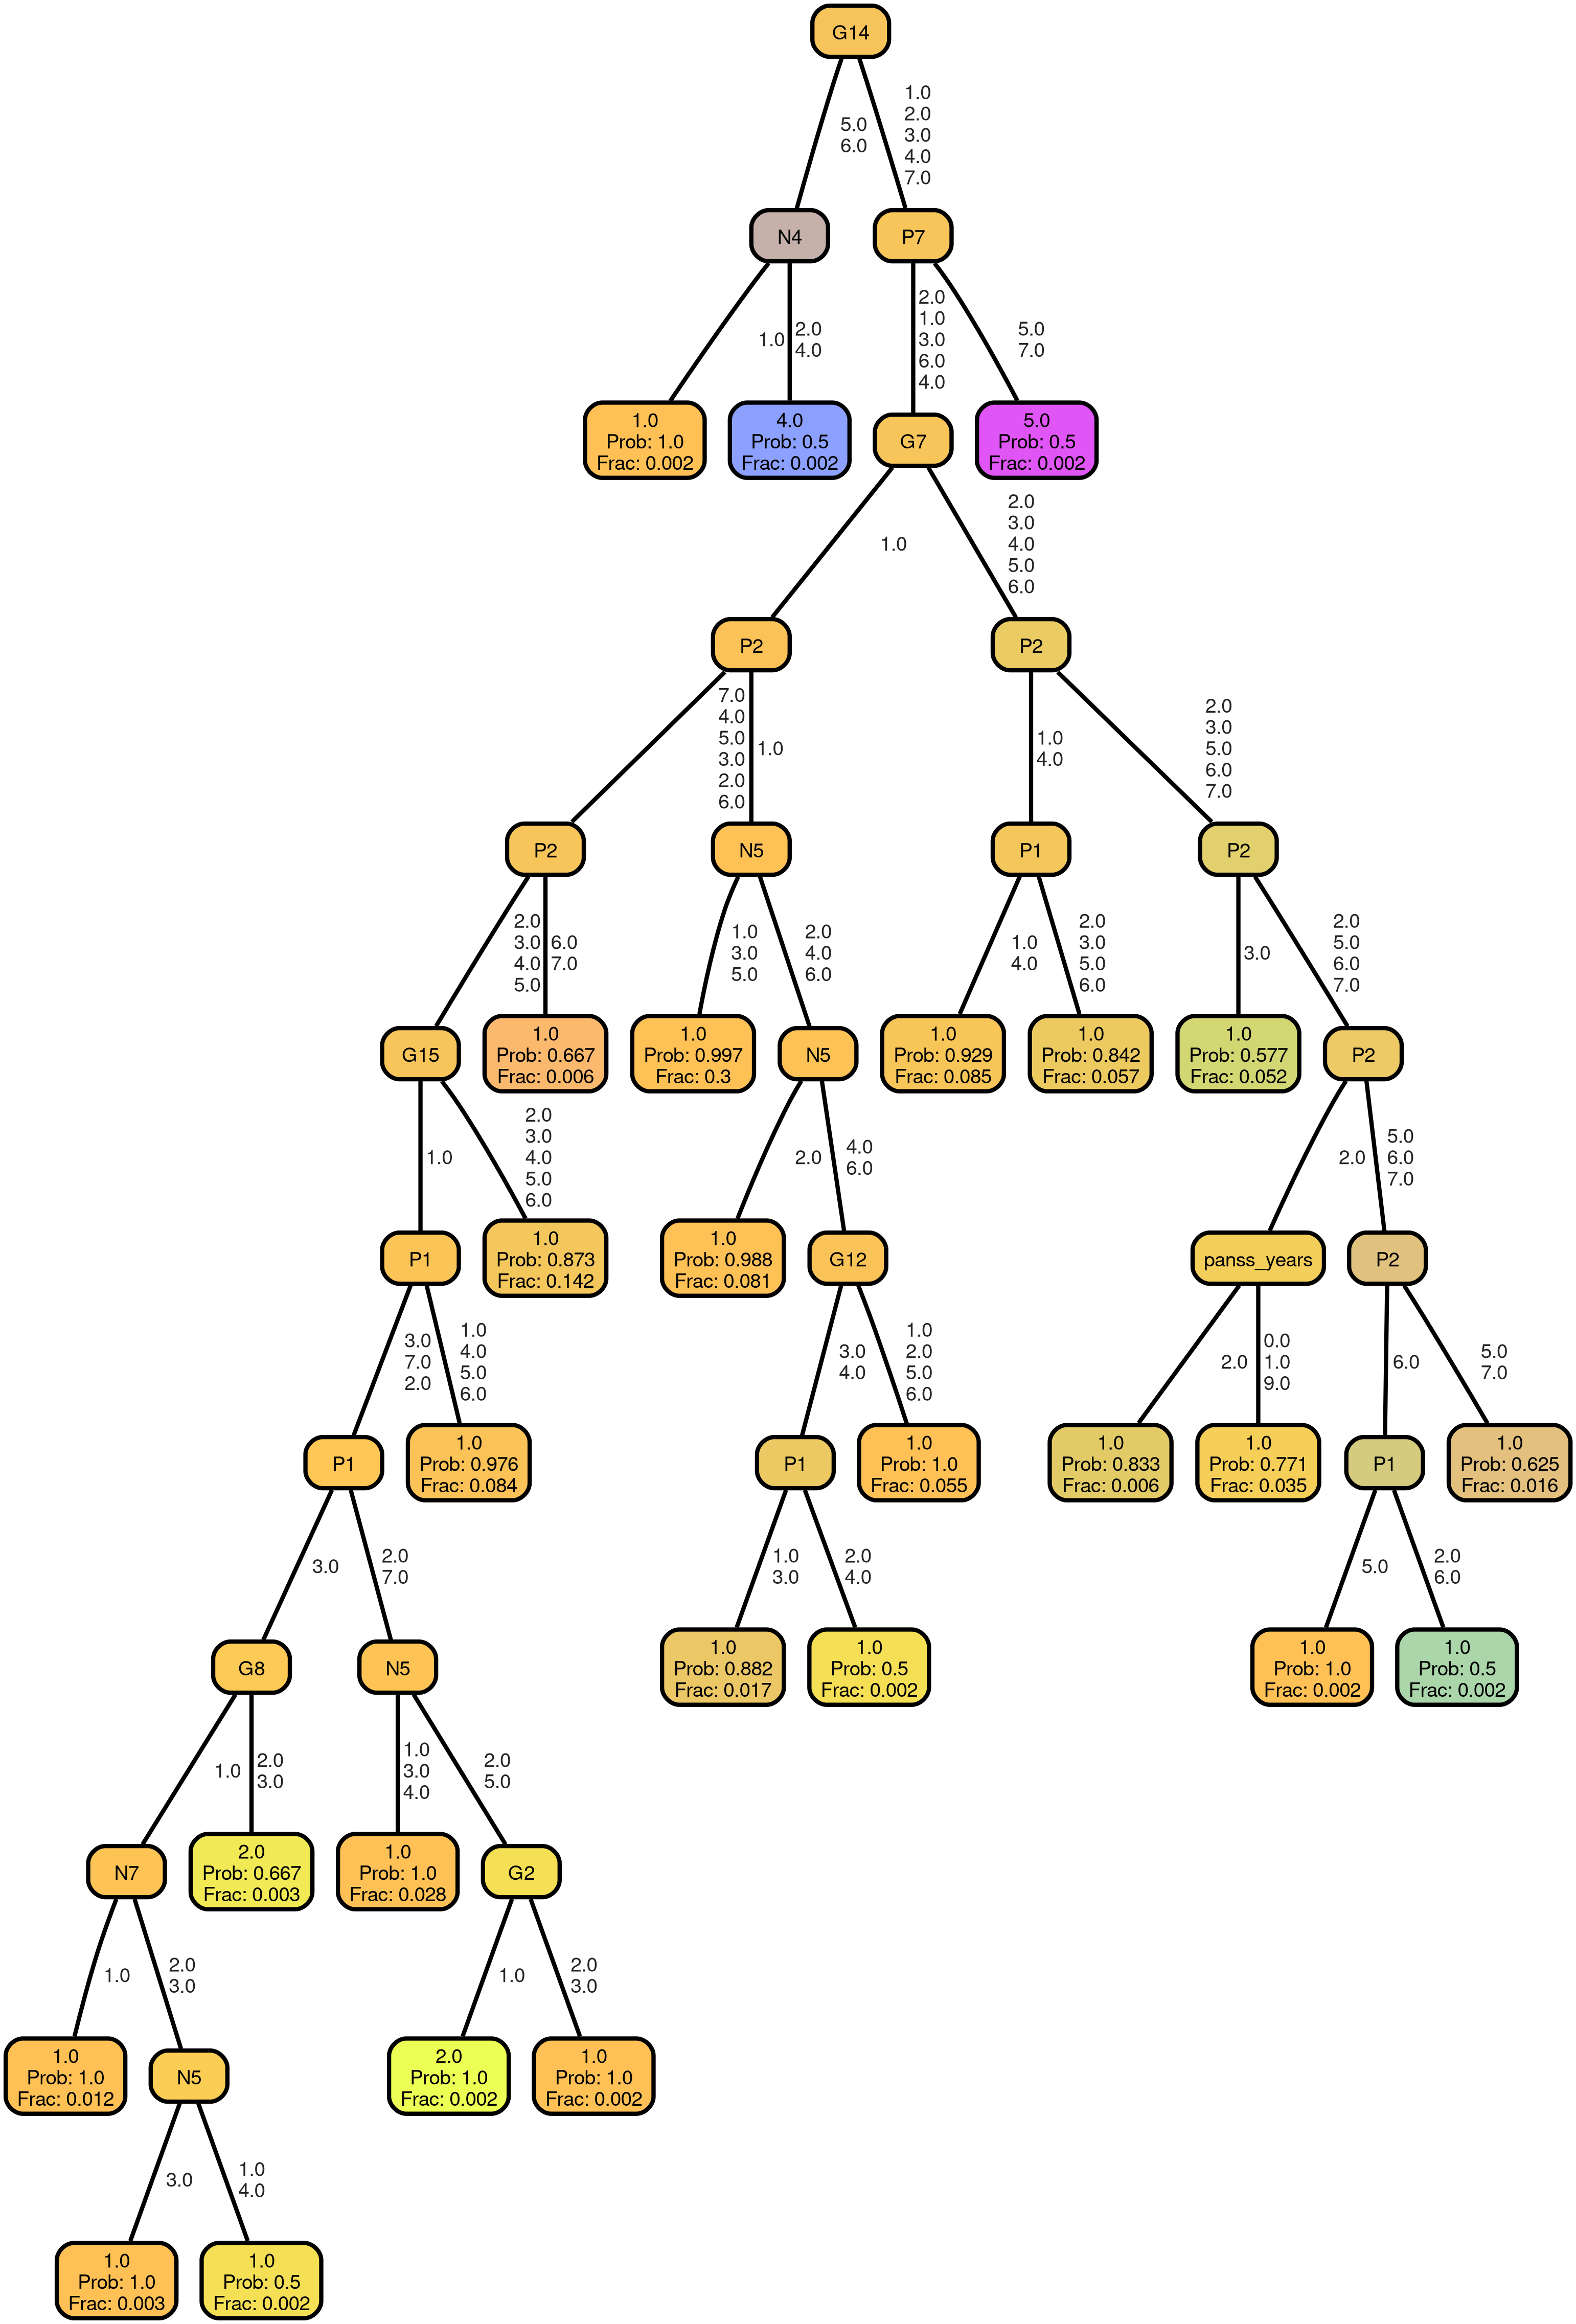 G14
5.0
6.0
1.0
2.0
3.0
4.0
7.0
N4
P7
1.0
2.0
4.0
2.0
1.0
3.0
6.0
4.0
5.0
7.0
1.0
Prob: 1.0
Frac: 0.002
4.0
Prob: 0.5
Frac: 0.002
G7
5.0
Prob: 0.5
Frac: 0.002
1.0
2.0
3.0
4.0
5.0
6.0
P2
P2
7.0
4.0
5.0
3.0
2.0
6.0
1.0
1.0
4.0
2.0
3.0
5.0
6.0
7.0
P2
N5
P1
P2
2.0
3.0
4.0
5.0
6.0
7.0
1.0
3.0
5.0
2.0
4.0
6.0
1.0
4.0
2.0
3.0
5.0
6.0
3.0
2.0
5.0
6.0
7.0
G15
1.0
Prob: 0.667
Frac: 0.006
1.0
Prob: 0.997
Frac: 0.3
N5
1.0
Prob: 0.929
Frac: 0.085
1.0
Prob: 0.842
Frac: 0.057
1.0
Prob: 0.577
Frac: 0.052
P2
1.0
2.0
3.0
4.0
5.0
6.0
2.0
4.0
6.0
2.0
5.0
6.0
7.0
P1
1.0
Prob: 0.873
Frac: 0.142
1.0
Prob: 0.988
Frac: 0.081
G12
panss_years
P2
3.0
7.0
2.0
1.0
4.0
5.0
6.0
3.0
4.0
1.0
2.0
5.0
6.0
2.0
0.0
1.0
9.0
6.0
5.0
7.0
P1
1.0
Prob: 0.976
Frac: 0.084
P1
1.0
Prob: 1.0
Frac: 0.055
1.0
Prob: 0.833
Frac: 0.006
1.0
Prob: 0.771
Frac: 0.035
P1
1.0
Prob: 0.625
Frac: 0.016
3.0
2.0
7.0
1.0
3.0
2.0
4.0
5.0
2.0
6.0
G8
N5
1.0
Prob: 0.882
Frac: 0.017
1.0
Prob: 0.5
Frac: 0.002
1.0
Prob: 1.0
Frac: 0.002
1.0
Prob: 0.5
Frac: 0.002
1.0
2.0
3.0
1.0
3.0
4.0
2.0
5.0
N7
2.0
Prob: 0.667
Frac: 0.003
1.0
Prob: 1.0
Frac: 0.028
G2
1.0
2.0
3.0
1.0
2.0
3.0
1.0
Prob: 1.0
Frac: 0.012
N5
2.0
Prob: 1.0
Frac: 0.002
1.0
Prob: 1.0
Frac: 0.002
3.0
1.0
4.0
1.0
Prob: 1.0
Frac: 0.003
1.0
Prob: 0.5
Frac: 0.002